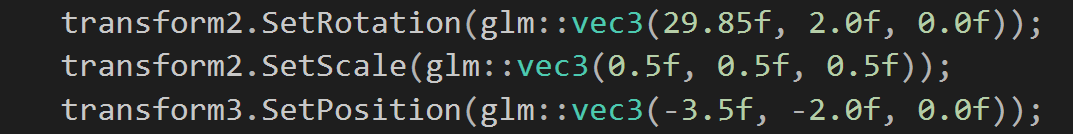 transform2.SetRotation(glm::vec3(29.85f, 2.0f, 0.0f));
transform2.SetScale(glm::vec3(0.5f, 0.5f, 0.5f));
transform3.SetPosition(glm::vec3(-3.5f, -2.0f, 0.0f));